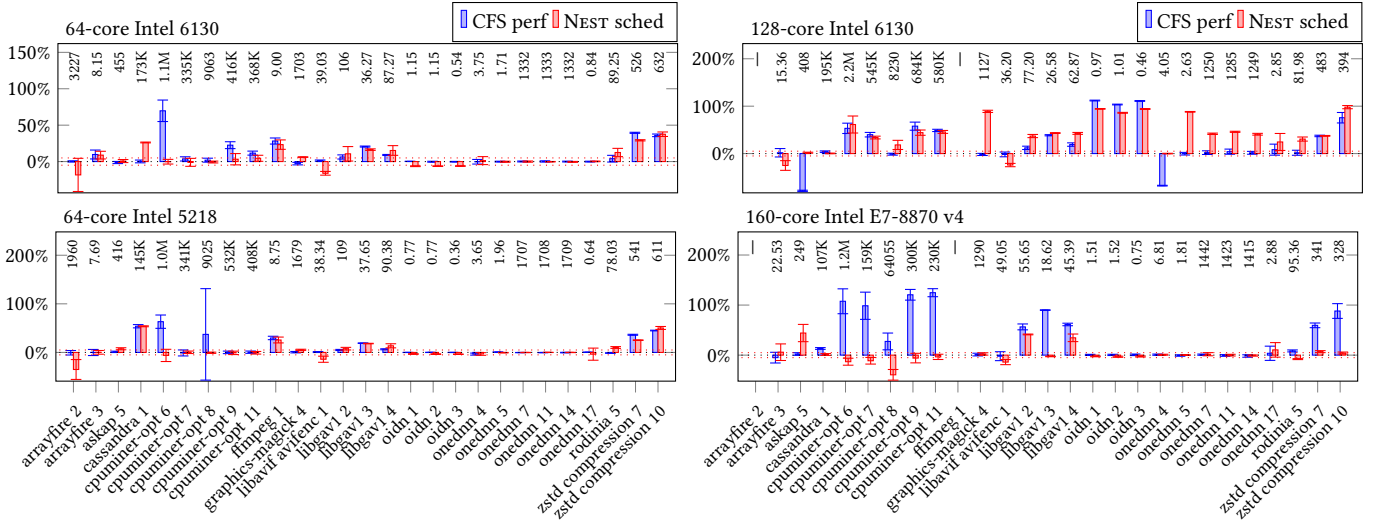 64-core Intel 6130
CFS perf NEST sched
150%
100%
50%
0%
3227 8.15 455 173K 1.1M 335K 9063 416K 368K 9.00 1703 39.03 106 36.27 87.27 1.15 1.15 0.54 3.75 1.71 1332 1333 1332 0.84 89.25 526 632
128-core Intel 6130
CFS perf NEST sched
200%
100%
0%
15.36 408 195K 2.2M 545K 8230 684K 580K 1127 36.20 77.20 26.58 62.87 0.97 1.01 0.46 4.05 2.63 1250 1285 1249 2.85 81.98 483 394
64-core Intel 5218
200%
100%
0%
1960 7.69 416 145K 1.0M 341K 9025 532K 408K 8.75 1679 38.34 109 37.65 90.38 0.77 0.77 0.36 3.65 1.96 1707 1708 1709 0.64 78.03 541 611
160-core Intel E7-8870 v4
200%
100%
0%
22.53 249 107K 1.2M 159K 64055 300K 230K 1290 49.05 55.65 18.62 45.39 1.51 1.52 0.75 6.81 1.81 1442 1423 1415 2.88 95.36 341 328
arrayfire 2
arrayfire 3
askap 5
cassandra 1
cpuminer-opt 6
cpuminer-opt 7
cpuminer-opt 8
cpuminer-opt 9
cpuminer-opt 11
ffmpeg 1
graphics-magick 4
libavif avifenc 1
libgav1 2
libgav1 3
libgav1 4
oidn 1
oidn 2
oidn 3
onednn 4
onednn 5
onednn 7
onednn 11
onednn 14
onednn 17
rodinia 5
zstd compression 7
zstd compression 10
arrayfire 2
arrayfire 3
askap 5
cassandra 1
cpuminer-opt 6
cpuminer-opt 7
cpuminer-opt 8
cpuminer-opt 9
cpuminer-opt 11
ffmpeg 1
graphics-magick 4
libavif avifenc 1
libgav1 2
libgav1 3
libgav1 4
oidn 1
oidn 2
oidn 3
onednn 4
onednn 5
onednn 7
onednn 11
onednn 14
onednn 17
rodinia 5
zstd compression 7
zstd compression 10